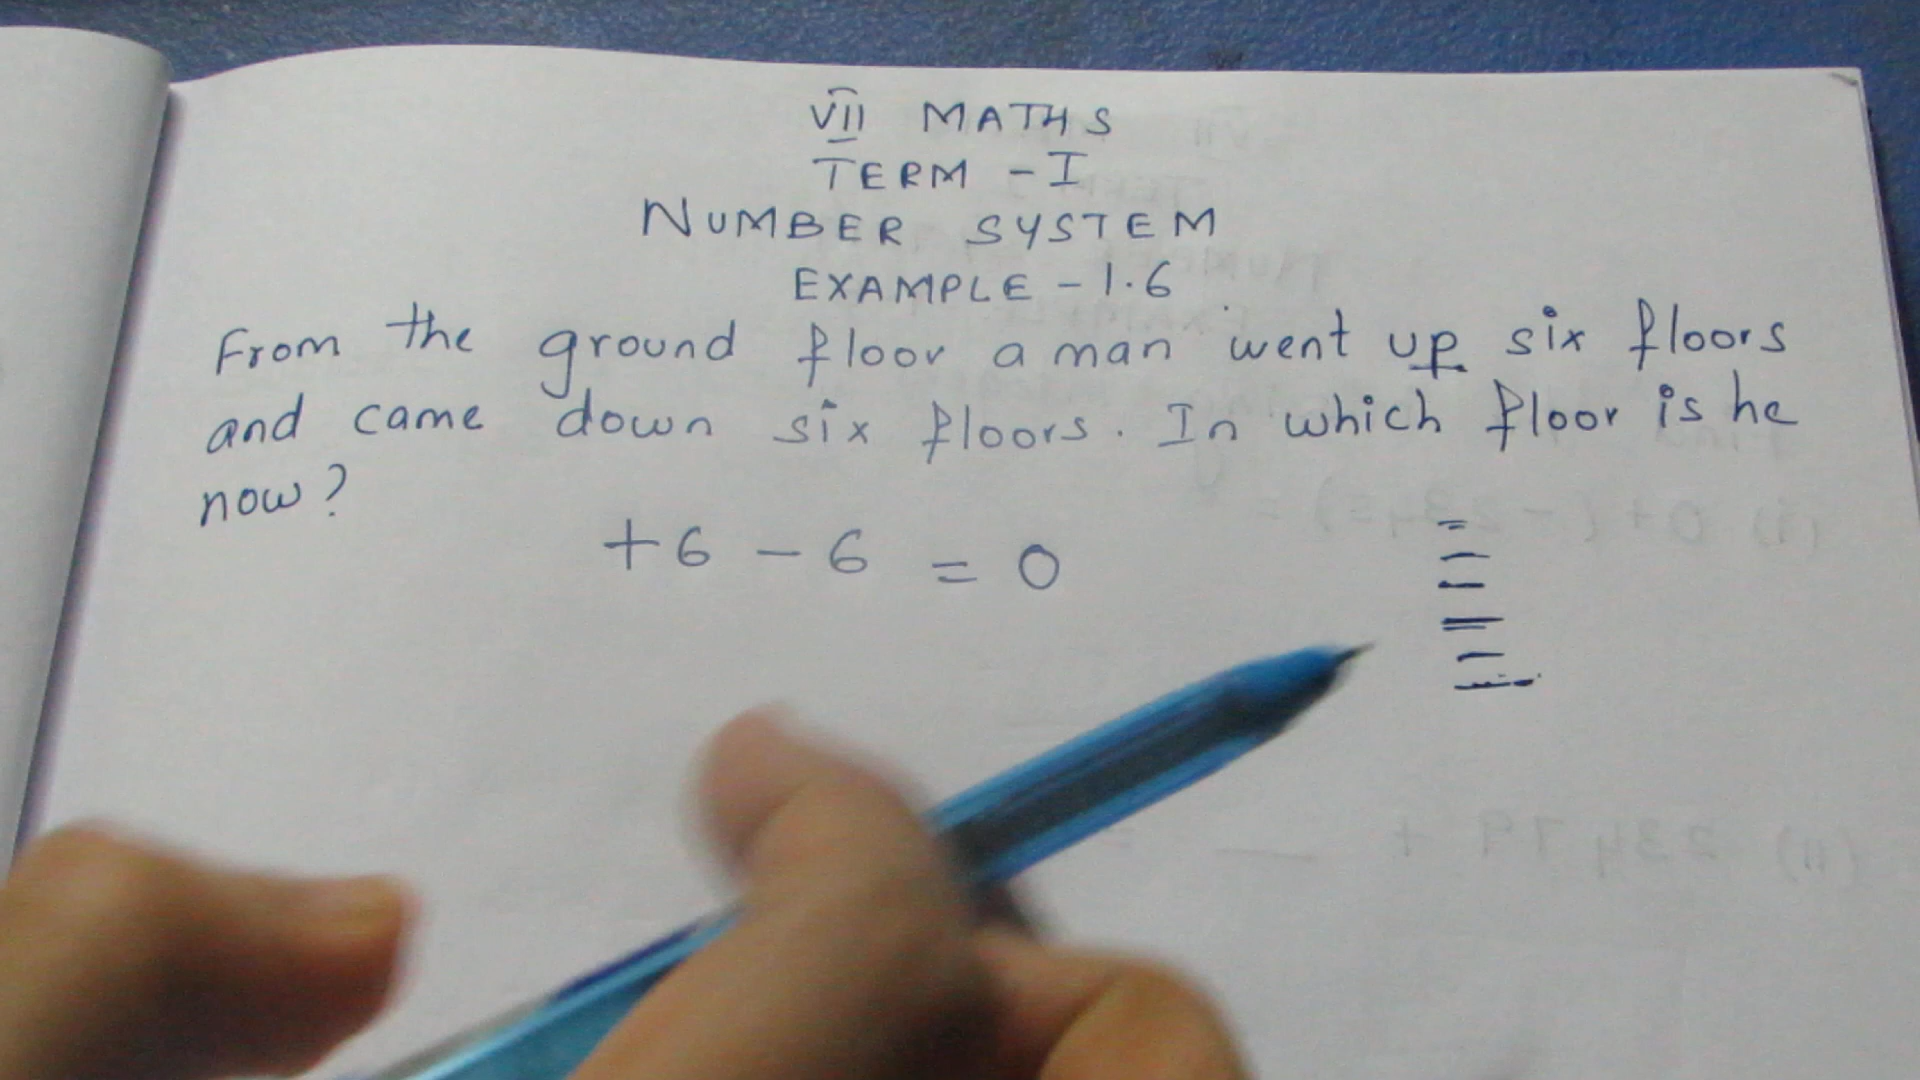 VII MATHS
TERM - I
NUMBER SYSTEM
EXAMPLE - 1.6
From the ground floor a man went up six floors
and came down six floors. In which floor is he
now?
+6 - 6 = 0